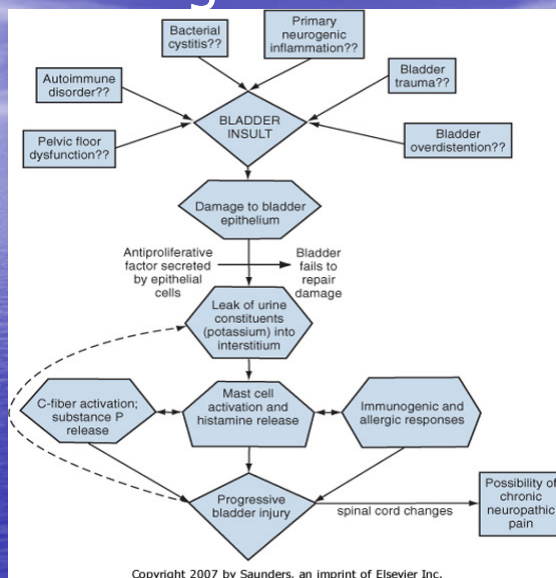 Bacterial
cystitis??
Primary
neurogenic
inflammation??
Autoimmune
disorder??
Bladder
trauma??
Pelvic floor
dysfunction??
BLADDER
INSULT
Bladder
overdistention??
Damage to bladder
epithelium
Antiproliferative
factor secreted
by epithelial
cells
Bladder
fails to
repair
damage
Leak of urine
constituents
(potassium) into
interstitium
C-fiber activation;
substance P
release
Mast cell
activation and
histamine release
Immunogenic and
allergic responses
Progressive
bladder injury
spinal cord changes
Possibility of
chronic
neuropathic
pain
Copyright 2007 by Saunders, an imprint of Elsevier Inc.